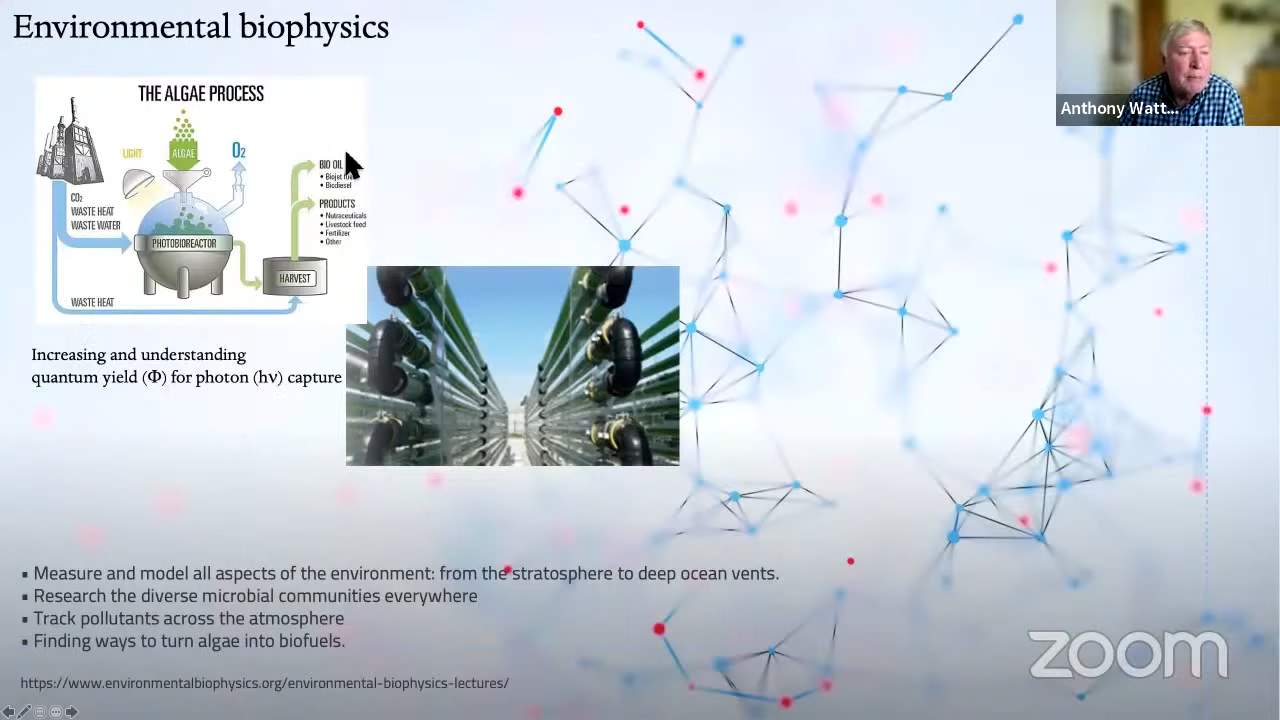 Environmental biophysics
Anthony Watt...
THE ALGAE PROCESS
LIGHT
ALGAE
O₂
BIO OIL
• Biojet
• Biodiesel
CO₂
WASTE HEAT
WASTE WATER
PHOTOBIOREACTOR
PRODUCTS
• Nutraceuticals
• Livestock feed
• Fertilizer
• Other
HARVEST
WASTE HEAT
Increasing and understanding
quantum yield (Φ) for photon (hν) capture
▪ Measure and model all aspects of the environment: from the stratosphere to deep ocean vents.
▪ Research the diverse microbial communities everywhere
▪ Track pollutants across the atmosphere
▪ Finding ways to turn algae into biofuels.
https://www.environmentalbiophysics.org/environmental-biophysics-lectures/
zoom